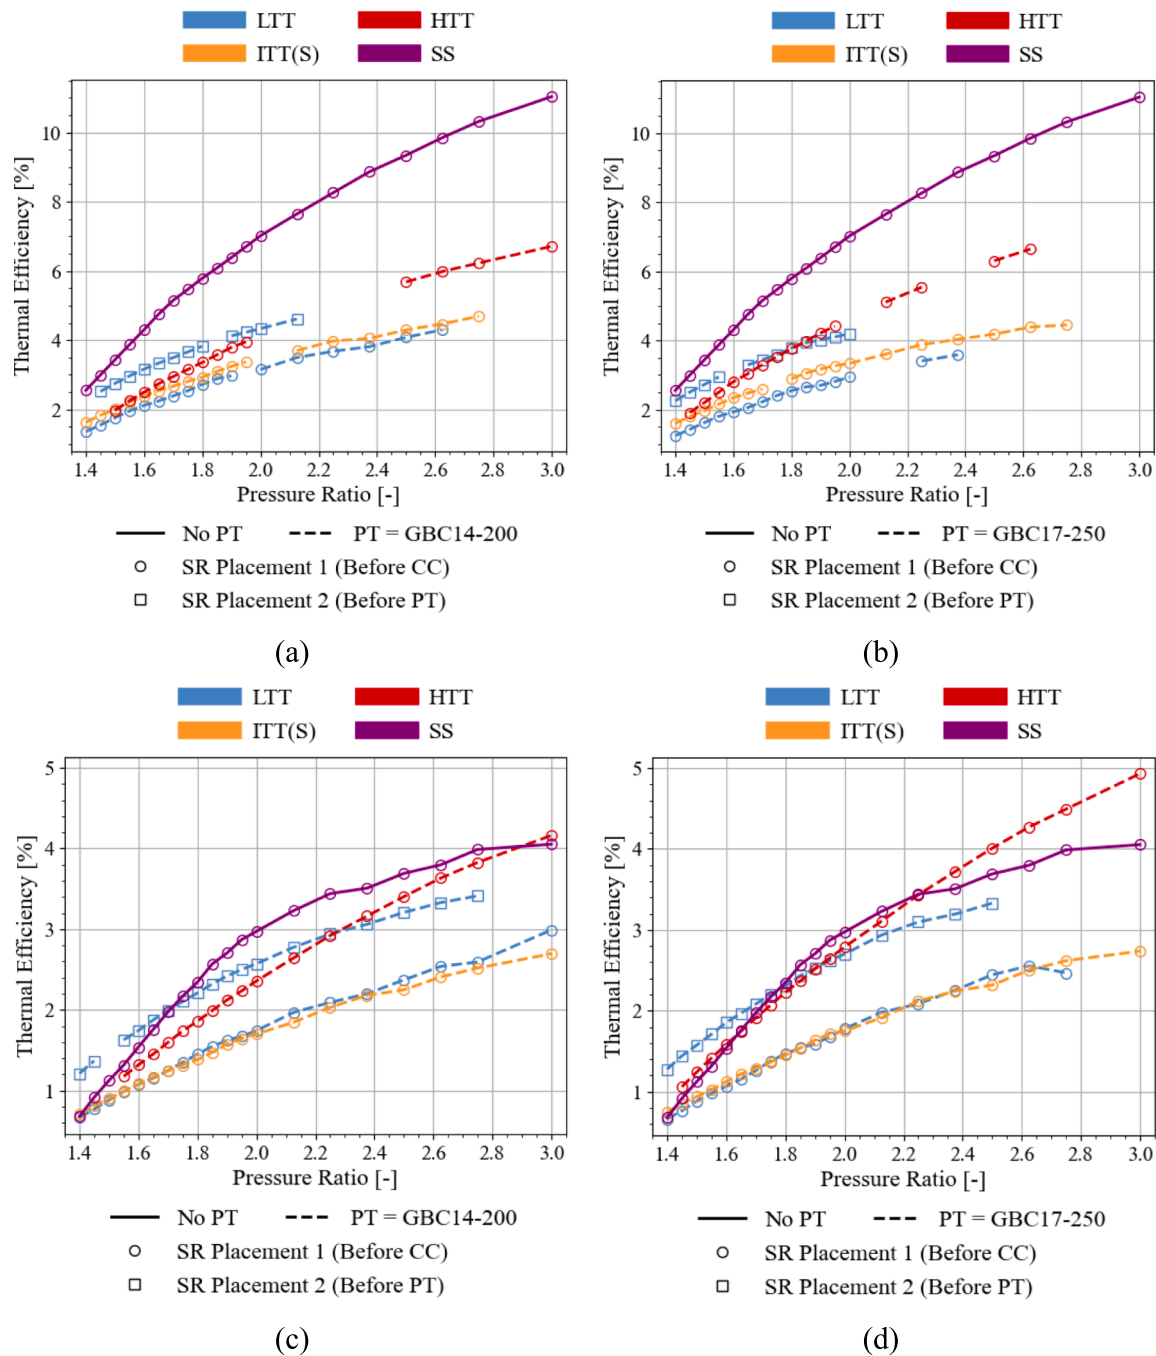 LTT HTT
ITT(S) SS
Thermal Efficiency [%]
10
8
6
4
2
1.4 1.6 1.8 2.0 2.2 2.4 2.6 2.8 3.0
Pressure Ratio [-]
No PT PT = GBC14-200
SR Placement 1 (Before CC)
SR Placement 2 (Before PT)
(a)
LTT HTT
ITT(S) SS
Thermal Efficiency [%]
10
8
6
4
2
1.4 1.6 1.8 2.0 2.2 2.4 2.6 2.8 3.0
Pressure Ratio [-]
No PT PT = GBC17-250
SR Placement 1 (Before CC)
SR Placement 2 (Before PT)
(b)
LTT HTT
ITT(S) SS
Thermal Efficiency [%]
5
4
3
2
1
1.4 1.6 1.8 2.0 2.2 2.4 2.6 2.8 3.0
Pressure Ratio [-]
No PT PT = GBC14-200
SR Placement 1 (Before CC)
SR Placement 2 (Before PT)
(c)
LTT HTT
ITT(S) SS
Thermal Efficiency [%]
5
4
3
2
1
1.4 1.6 1.8 2.0 2.2 2.4 2.6 2.8 3.0
Pressure Ratio [-]
No PT PT = GBC17-250
SR Placement 1 (Before CC)
SR Placement 2 (Before PT)
(d)